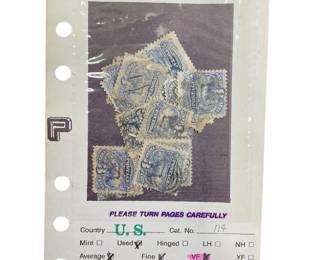 P
PLEASE TURN PAGES CAREFULLY
Country U.S. Cat. No. 114
Mint Used Hinged LH NH
Average Fine VF XF